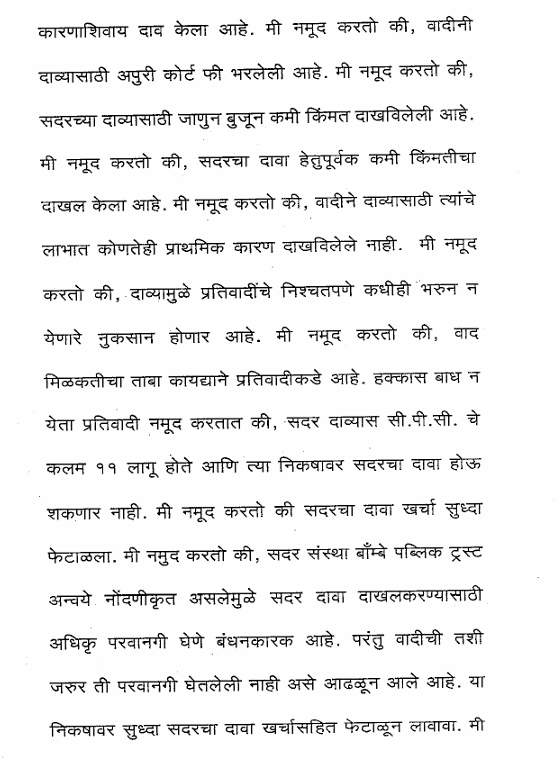 कारणाशिवाय दाव केला आहे. मी नमूद करतो की, वादीनी
दाव्यासाठी अपुरी कोर्ट फी भरलेली आहे. मी नमूद करतो की,
सदरच्या दाव्यासाठी जाणुन बुजून कमी किंमत दाखविलेली आहे.
मी नमूद करतो की, सदरचा दावा हेतुपूर्वक कमी किंमतीचा
दाखल केला आहे. मी नमूद करतो की, वादीने दाव्यासाठी त्यांचे
लाभात कोणतेही प्राथमिक कारण दाखविलेले नाही. मी नमूद
करतो की, दाव्यामुळे प्रतिवादींचे निश्चतपणे कधीही भरुन न
येणारे नुकसान होणार आहे. मी नमूद करतो की, वाद
मिळकतीचा ताबा कायद्याने प्रतिवादीकडे आहे. हक्कास बाध न
येता प्रतिवादी नमूद करतात की, सदर दाव्यास सी.पी.सी. चे
कलम ११ लागू होते आणि त्या निकषावर सदरचा दावा होऊ
शकणार नाही. मी नमूद करतो की सदरचा दावा खर्चा सुध्दा
फेटाळला. मी नमुद करतो की, सदर संस्था बाँम्बे पब्लिक ट्रस्ट
अन्वये नोंदणीकृत असलेमुळे सदर दावा दाखलकरण्यासाठी
अधिकृ परवानगी घेणे बंधनकारक आहे. परंतु वादीची तशी
जरुर ती परवानगी घेतलेली नाही असे आढळून आले आहे. या
निकषावर सुध्दा सदरचा दावा खर्चासहित फेटाळून लावावा. मी